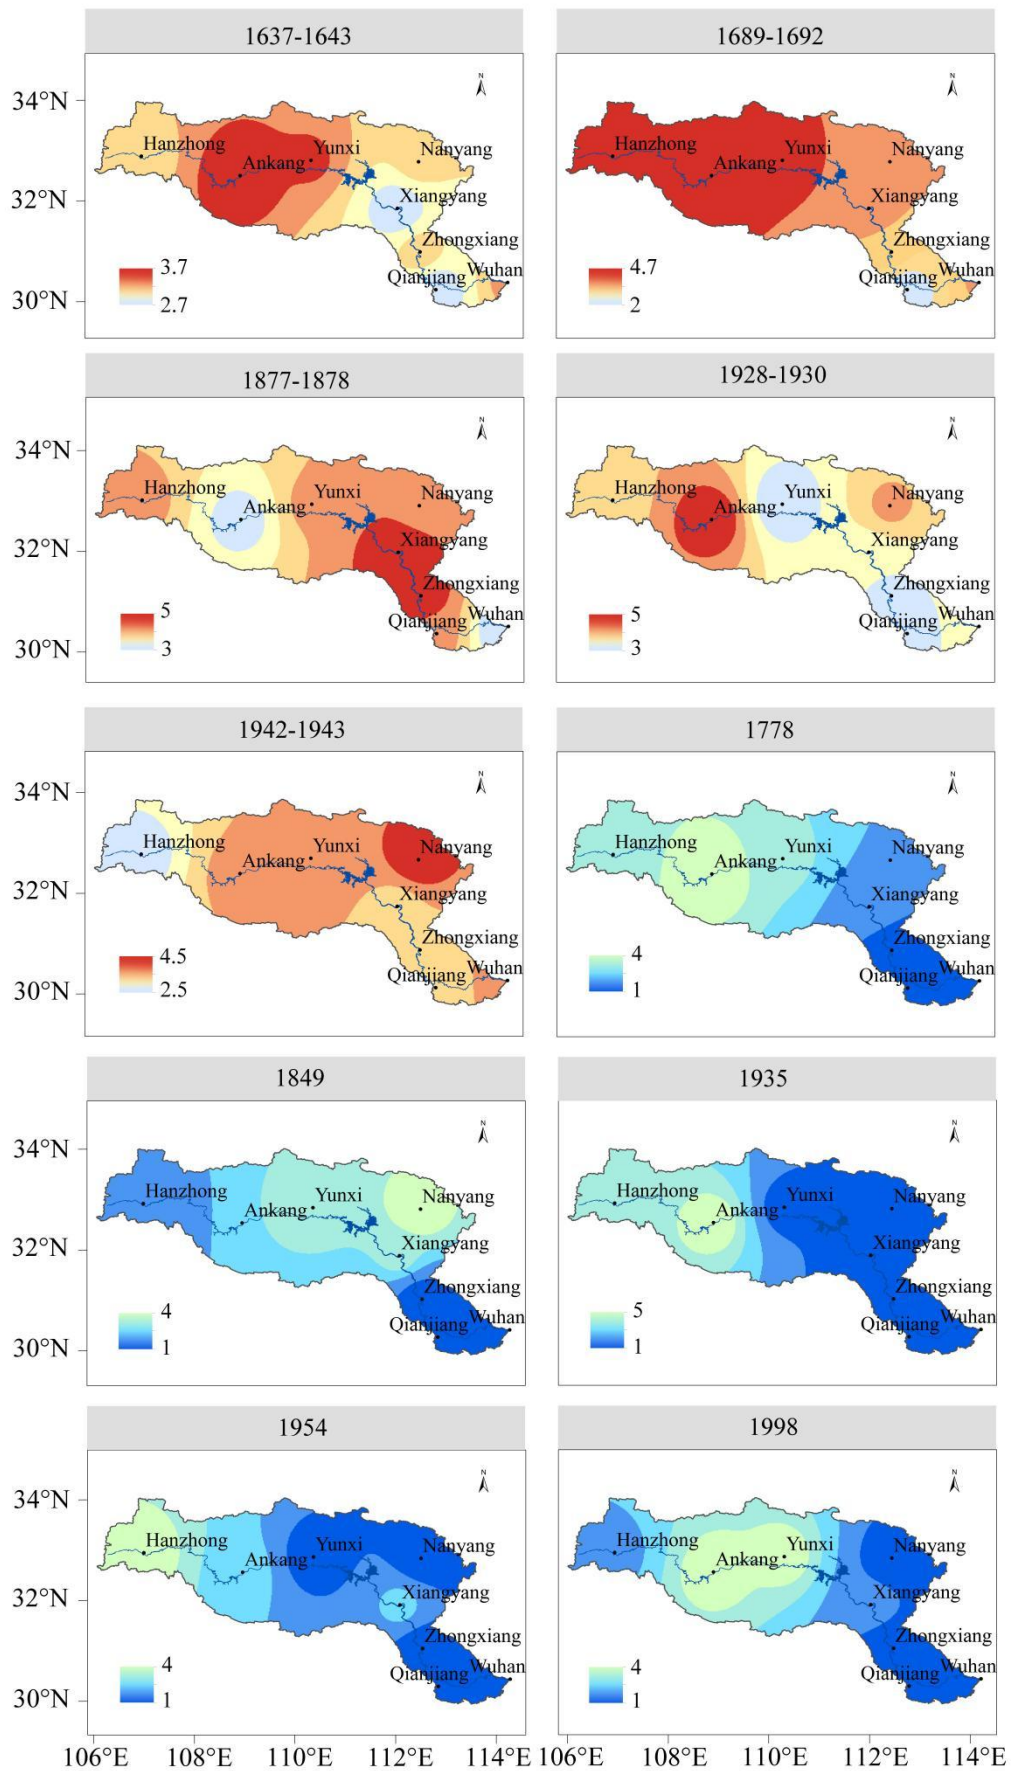 1637-1643
1689-1692
N
N
34°N
32°N
30°N
Hanzhong
Ankang
Yunxi
Nanyang
Xiangyang
Zhongxiang
Qianjiang
Wuhan
3.7
2.7
Hanzhong
Ankang
Yunxi
Nanyang
Xiangyang
Zhongxiang
Qianjiang
Wuhan
4.7
2
1877-1878
1928-1930
N
N
34°N
32°N
30°N
Hanzhong
Ankang
Yunxi
Nanyang
Xiangyang
Zhongxiang
Qianjiang
Wuhan
5
3
Hanzhong
Ankang
Yunxi
Nanyang
Xiangyang
Zhongxiang
Qianjiang
Wuhan
5
3
1942-1943
1778
N
N
34°N
32°N
30°N
Hanzhong
Ankang
Yunxi
Nanyang
Xiangyang
Zhongxiang
Qianjiang
Wuhan
4.5
2.5
Hanzhong
Ankang
Yunxi
Nanyang
Xiangyang
Zhongxiang
Qianjiang
Wuhan
4
1
1849
1935
N
N
34°N
32°N
30°N
Hanzhong
Ankang
Yunxi
Nanyang
Xiangyang
Zhongxiang
Qianjiang
Wuhan
4
1
Hanzhong
Ankang
Yunxi
Nanyang
Xiangyang
Zhongxiang
Qianjiang
Wuhan
5
1
1954
1998
N
N
34°N
32°N
30°N
Hanzhong
Ankang
Yunxi
Nanyang
Xiangyang
Zhongxiang
Qianjiang
Wuhan
4
1
Hanzhong
Ankang
Yunxi
Nanyang
Xiangyang
Zhongxiang
Qianjiang
Wuhan
4
1
106°E 108°E 110°E 112°E 114°E 106°E 108°E 110°E 112°E 114°E